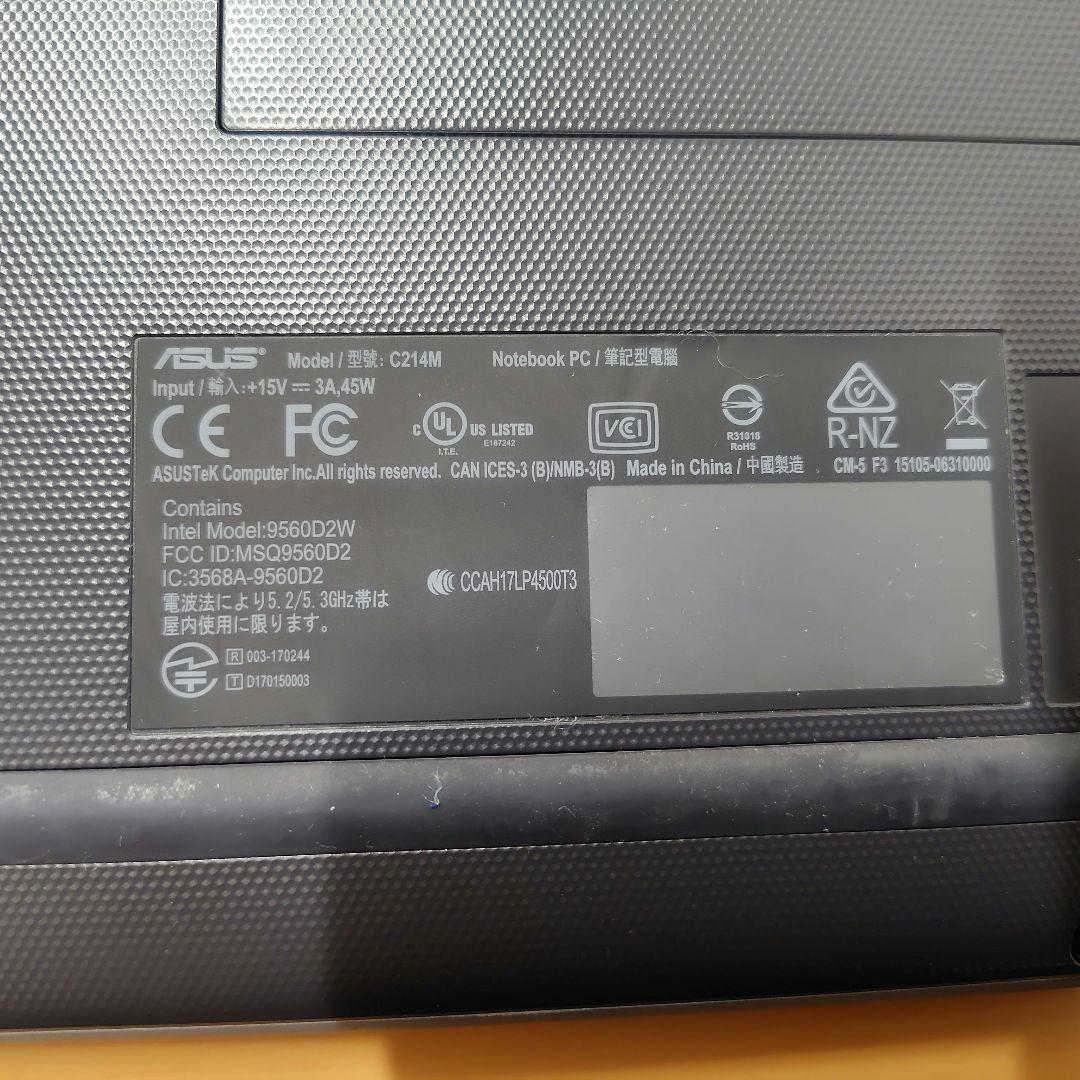 ASUS® Model / 型號: C214M Notebook PC / 筆記型電腦
Input / 輸入:+15V ⎓ 3A,45W
CE FC c UL US LISTED I.T.E. E167242 VCI R31018 RoHS R-NZ
ASUSTeK Computer Inc.All rights reserved. CAN ICES-3 (B)/NMB-3(B) Made in China / 中國製造 CM-5 F3 15105-06310000
Contains
Intel Model:9560D2W
FCC ID:MSQ9560D2
IC:3568A-9560D2
CCAH17LP4500T3
電波法により5.2/5.3GHz帯は
屋内使用に限ります。
R 003-170244
T D170150003